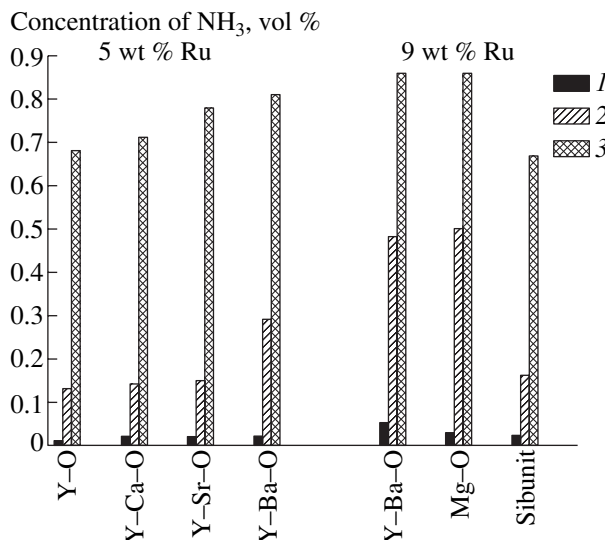 Concentration of NH₃, vol %
5 wt % Ru
9 wt % Ru
0.9
0.8
0.7
0.6
0.5
0.4
0.3
0.2
0.1
0
1
2
3
Y–O
Y–Ca–O
Y–Sr–O
Y–Ba–O
Y–Ba–O
Mg–O
Sibunit